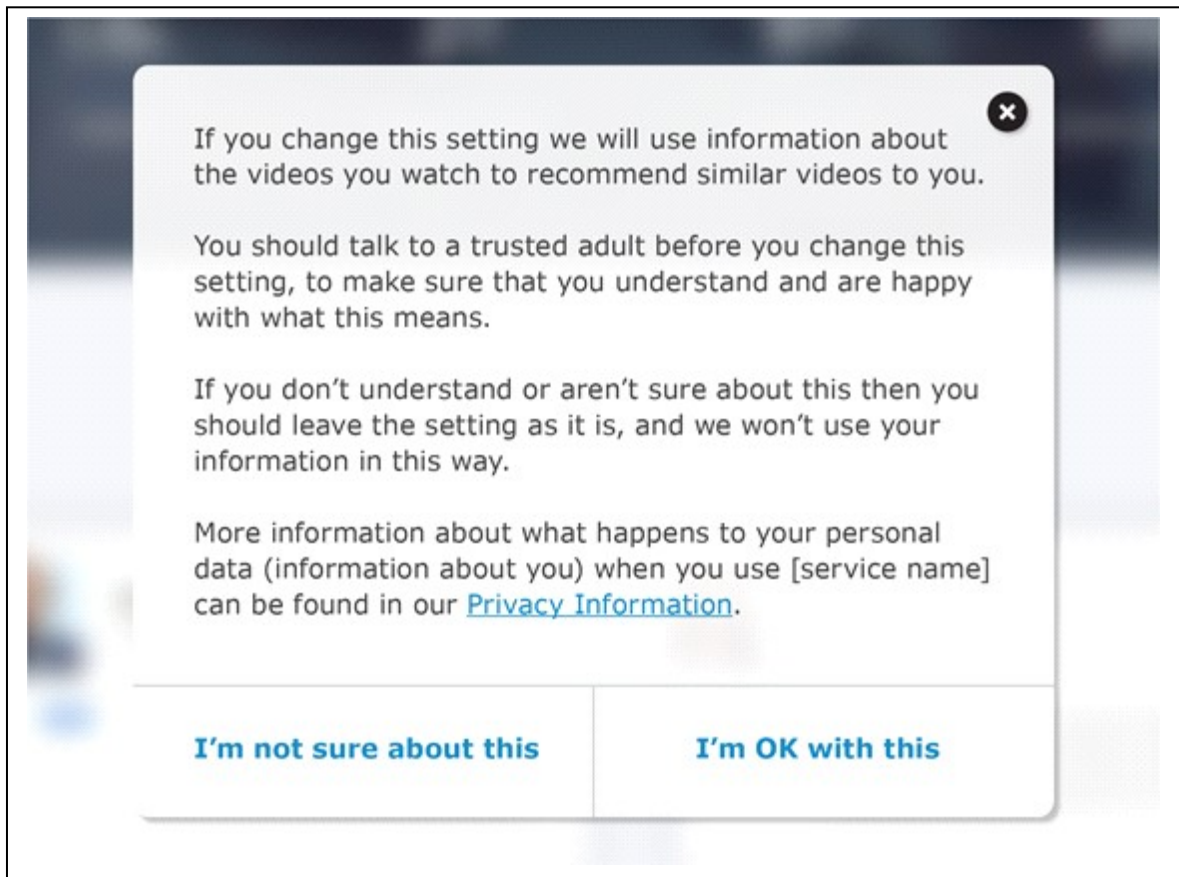 If you change this setting we will use information about
the videos you watch to recommend similar videos to you.
You should talk to a trusted adult before you change this
setting, to make sure that you understand and are happy
with what this means.
If you don’t understand or aren’t sure about this then you
should leave the setting as it is, and we won’t use your
information in this way.
More information about what happens to your personal
data (information about you) when you use [service name]
can be found in our Privacy Information.
I’m not sure about this
I’m OK with this